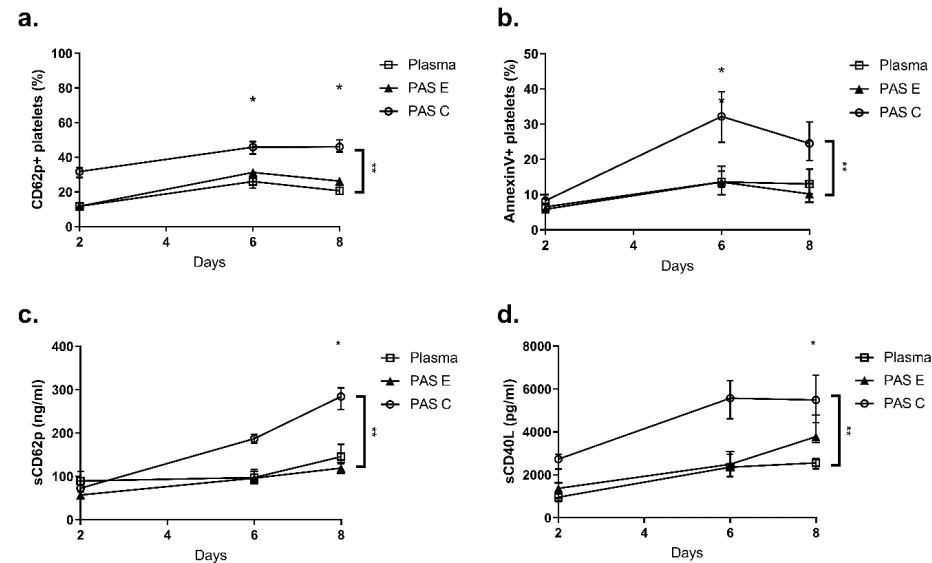 a.
100
80
60
40
20
0
CD62p+ platelets (%)
2 4 6 8
Days
* *
**
Plasma
PAS E
PAS C
b.
50
40
30
20
10
0
AnnexinV+ platelets (%)
2 4 6 8
Days
*
*
**
Plasma
PAS E
PAS C
c.
400
300
200
100
0
sCD62p (ng/ml)
2 4 6 8
Days
*
**
Plasma
PAS E
PAS C
d.
8000
6000
4000
2000
0
sCD40L (pg/ml)
2 4 6 8
Days
*
**
Plasma
PAS E
PAS C